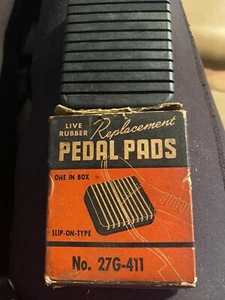 LIVE
RUBBER
Replacement
PEDAL PADS
ONE IN BOX
SLIP-ON-TYPE
No. 27G-411